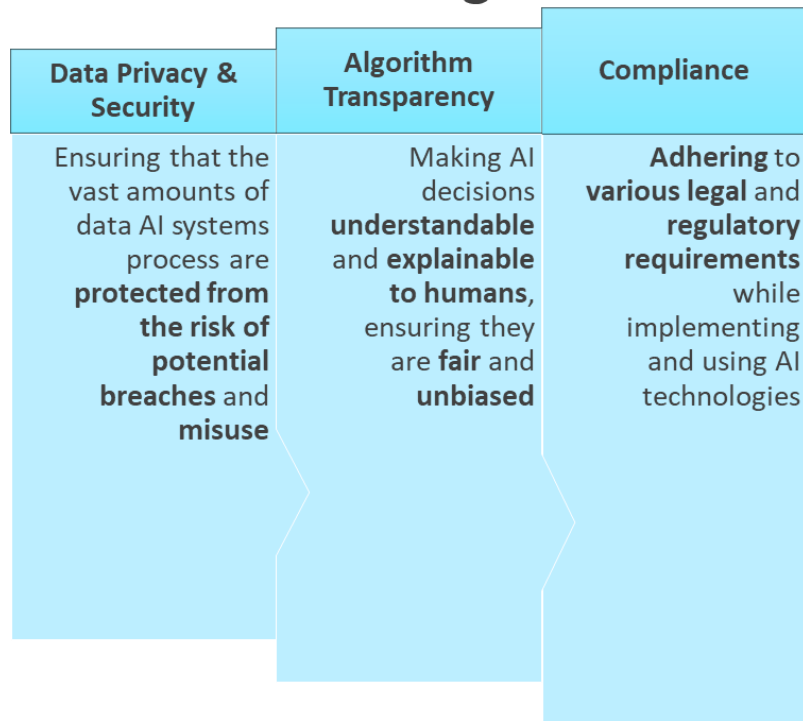 Data Privacy &
Security
Ensuring that the
vast amounts of
data AI systems
process are
protected from
the risk of
potential
breaches and
misuse
Algorithm
Transparency
Making AI
decisions
understandable
and explainable
to humans,
ensuring they
are fair and
unbiased
Compliance
Adhering to
various legal and
regulatory
requirements
while
implementing
and using AI
technologies